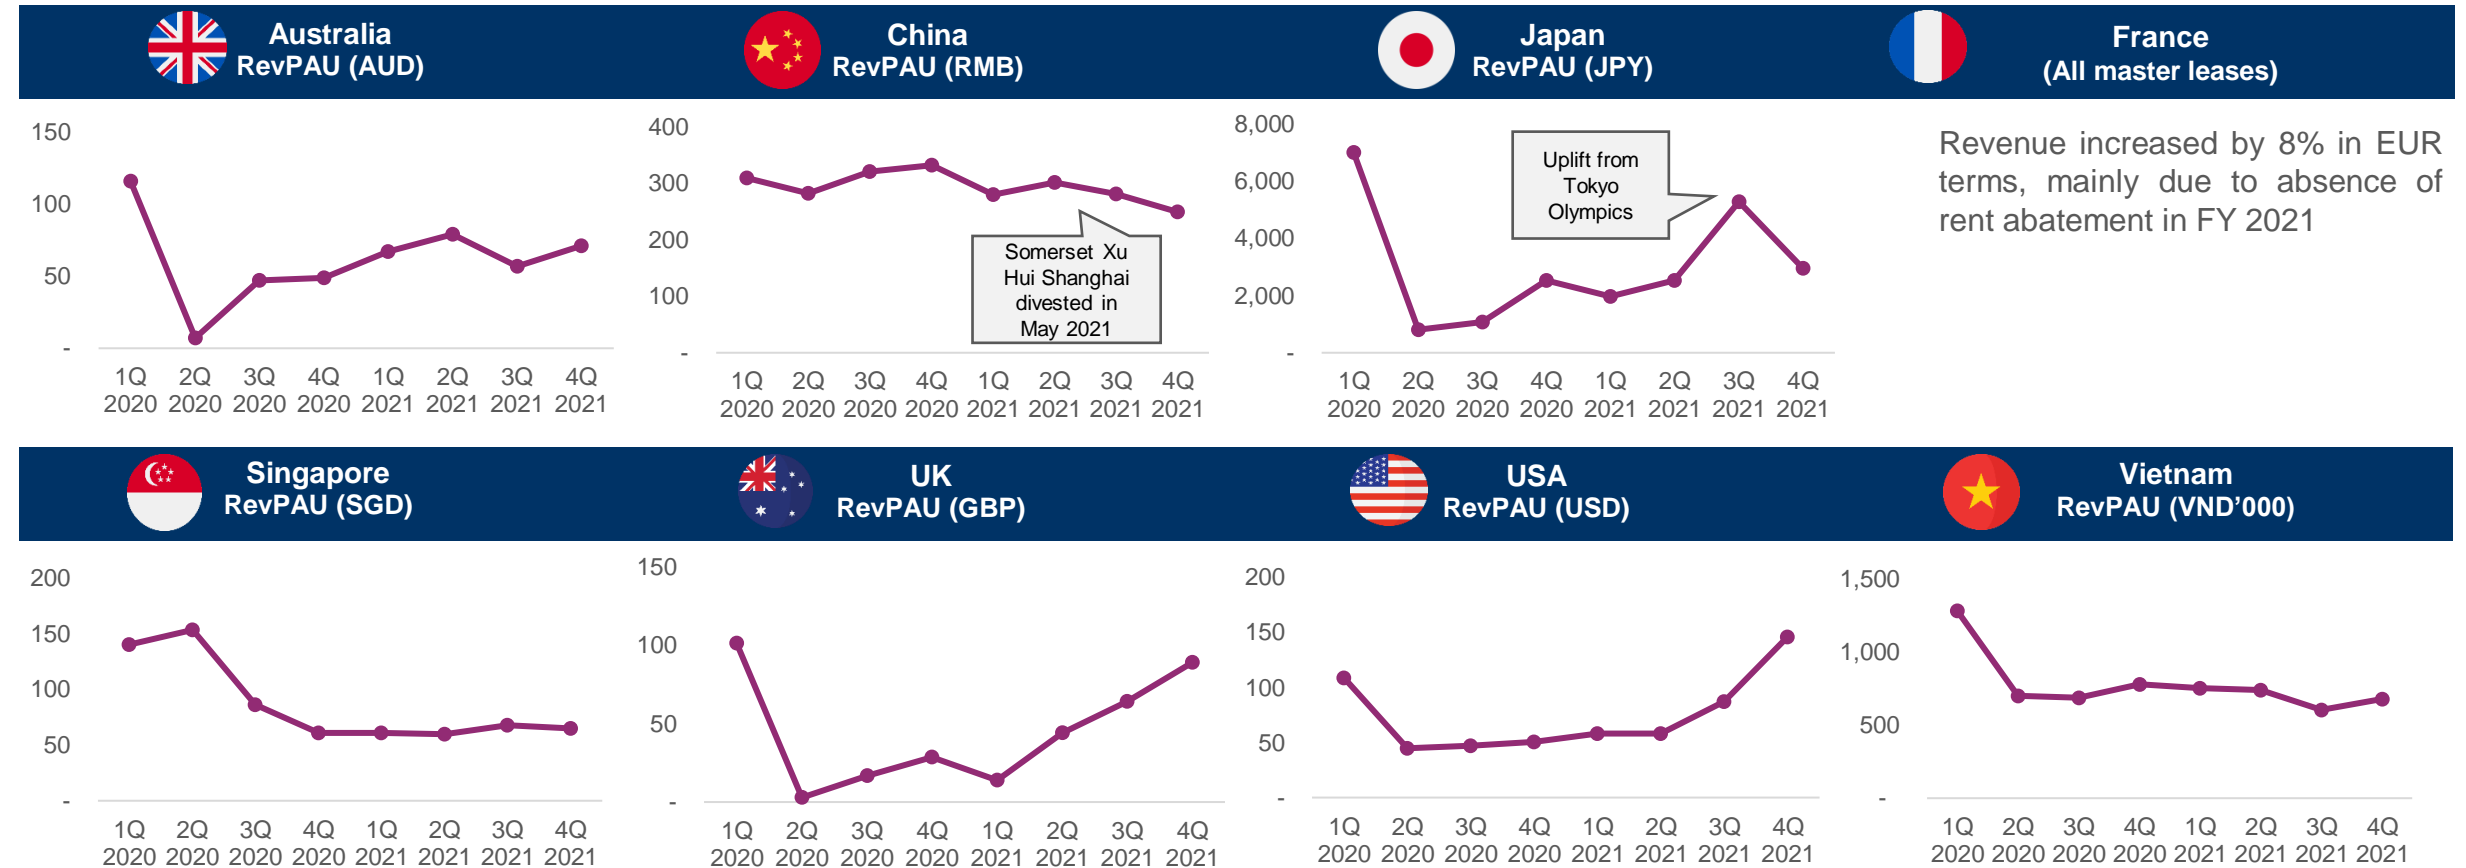 Australia
RevPAU (AUD)
China
RevPAU (RMB)
Japan
RevPAU (JPY)
France
(All master leases)
150
100
50
-
1Q 2Q 3Q 4Q 1Q 2Q 3Q 4Q
2020 2020 2020 2020 2021 2021 2021 2021
400
300
200
100
-
Somerset Xu
Hui Shanghai
divested in
May 2021
1Q 2Q 3Q 4Q 1Q 2Q 3Q 4Q
2020 2020 2020 2020 2021 2021 2021 2021
8,000
6,000
4,000
2,000
-
Uplift from
Tokyo
Olympics
1Q 2Q 3Q 4Q 1Q 2Q 3Q 4Q
2020 2020 2020 2020 2021 2021 2021 2021
Revenue increased by 8% in EUR
terms, mainly due to absence of
rent abatement in FY 2021
Singapore
RevPAU (SGD)
UK
RevPAU (GBP)
USA
RevPAU (USD)
Vietnam
RevPAU (VND’000)
200
150
100
50
-
1Q 2Q 3Q 4Q 1Q 2Q 3Q 4Q
2020 2020 2020 2020 2021 2021 2021 2021
150
100
50
-
1Q 2Q 3Q 4Q 1Q 2Q 3Q 4Q
2020 2020 2020 2020 2021 2021 2021 2021
200
150
100
50
-
1Q 2Q 3Q 4Q 1Q 2Q 3Q 4Q
2020 2020 2020 2020 2021 2021 2021 2021
1,500
1,000
500
-
1Q 2Q 3Q 4Q 1Q 2Q 3Q 4Q
2020 2020 2020 2020 2021 2021 2021 2021